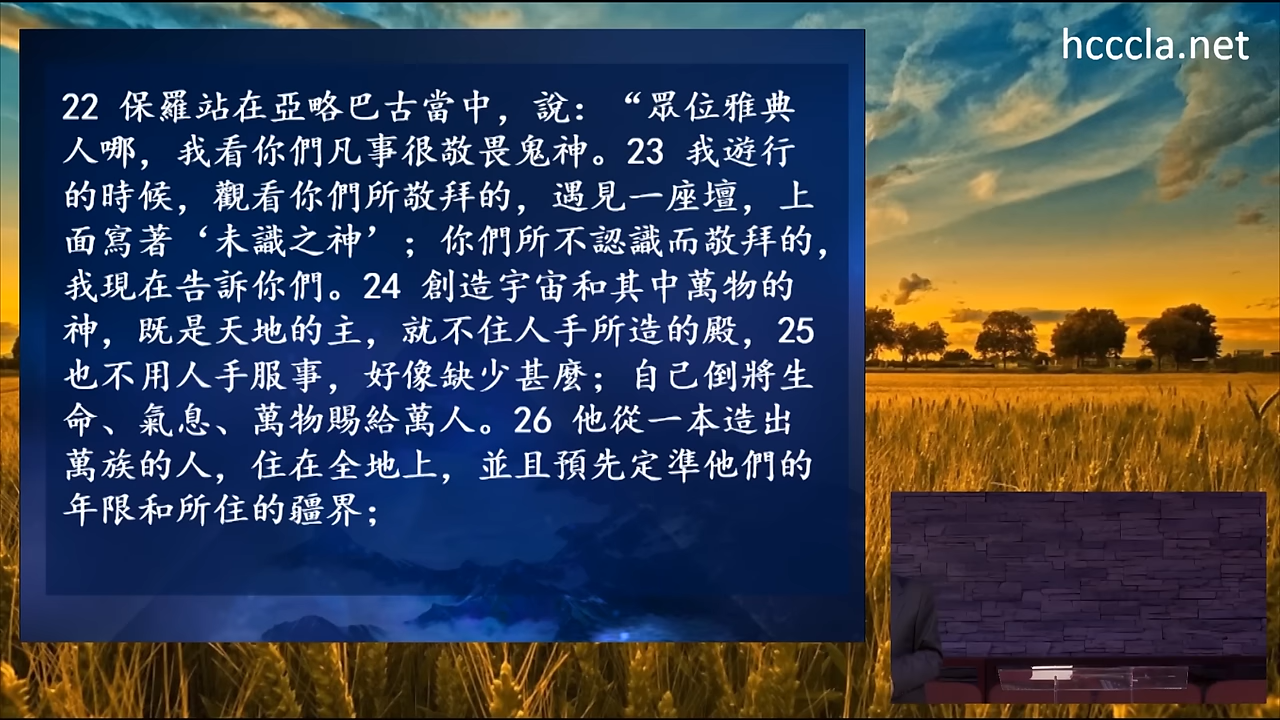 hcccla.net
22 保羅站在亞略巴古當中，說：“眾位雅典
人哪，我看你們凡事很敬畏鬼神。23 我遊行
的時候，觀看你們所敬拜的，遇見一座壇，上
面寫著‘未識之神’；你們所不認識而敬拜的，
我現在告訴你們。24 創造宇宙和其中萬物的
神，既是天地的主，就不住人手所造的殿，25
也不用人手服事，好像缺少甚麼；自己倒將生
命、氣息、萬物賜給萬人。26 他從一本造出
萬族的人，住在全地上，並且預先定準他們的
年限和所住的疆界；